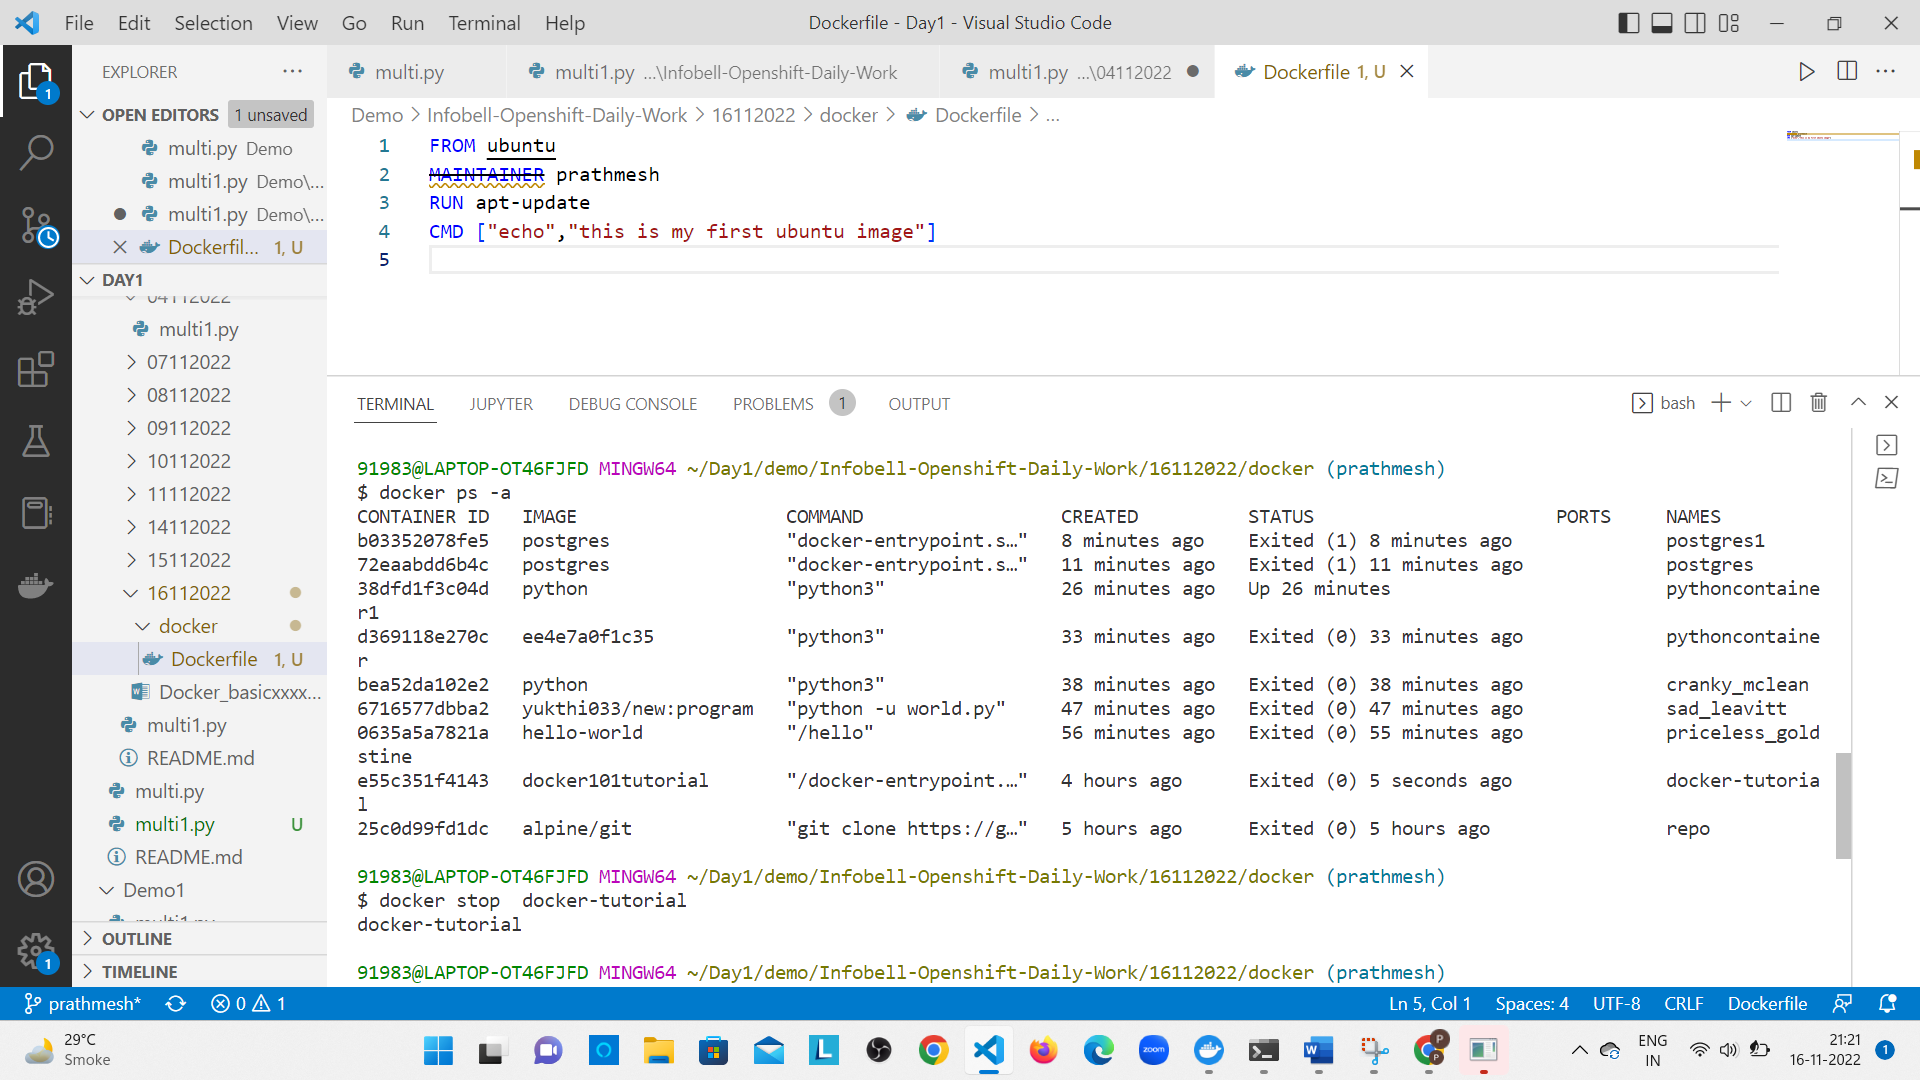 File Edit Selection View Go Run Terminal Help
Dockerfile - Day1 - Visual Studio Code
EXPLORER
OPEN EDITORS 1 unsaved
multi.py Demo
multi1.py Demo\...
multi1.py Demo\...
Dockerfil... 1, U
DAY1
04112022
multi1.py
07112022
08112022
09112022
10112022
11112022
14112022
15112022
16112022
docker
Dockerfile 1, U
Docker_basicxxxx...
multi1.py
README.md
multi.py
multi1.py U
README.md
Demo1
multi1.py
OUTLINE
TIMELINE
1
1
multi.py
multi1.py ...\Infobell-Openshift-Daily-Work
multi1.py ...\04112022
Dockerfile 1, U
Demo > Infobell-Openshift-Daily-Work > 16112022 > docker > Dockerfile > ...
1 FROM ubuntu
2 MAINTAINER prathmesh
3 RUN apt-update
4 CMD ["echo","this is my first ubuntu image"]
5
TERMINAL JUPYTER DEBUG CONSOLE PROBLEMS 1 OUTPUT
bash
91983@LAPTOP-OT46FJFD MINGW64 ~/Day1/demo/Infobell-Openshift-Daily-Work/16112022/docker (prathmesh)
$ docker ps -a
CONTAINER ID IMAGE COMMAND CREATED STATUS PORTS NAMES
b03352078fe5 postgres "docker-entrypoint.s…" 8 minutes ago Exited (1) 8 minutes ago postgres1
72eaabdd6b4c postgres "docker-entrypoint.s…" 11 minutes ago Exited (1) 11 minutes ago postgres
38dfd1f3c04d python "python3" 26 minutes ago Up 26 minutes pythoncontaine
r1
d369118e270c ee4e7a0f1c35 "python3" 33 minutes ago Exited (0) 33 minutes ago pythoncontaine
r
bea52da102e2 python "python3" 38 minutes ago Exited (0) 38 minutes ago cranky_mclean
6716577dbba2 yukthi033/new:program "python -u world.py" 47 minutes ago Exited (0) 47 minutes ago sad_leavitt
0635a5a7821a hello-world "/hello" 56 minutes ago Exited (0) 55 minutes ago priceless_gold
stine
e55c351f4143 docker101tutorial "/docker-entrypoint.…" 4 hours ago Exited (0) 5 seconds ago docker-tutoria
l
25c0d99fd1dc alpine/git "git clone https://g…" 5 hours ago Exited (0) 5 hours ago repo
91983@LAPTOP-OT46FJFD MINGW64 ~/Day1/demo/Infobell-Openshift-Daily-Work/16112022/docker (prathmesh)
$ docker stop docker-tutorial
docker-tutorial
91983@LAPTOP-OT46FJFD MINGW64 ~/Day1/demo/Infobell-Openshift-Daily-Work/16112022/docker (prathmesh)
prathmesh* 0 1
Ln 5, Col 1 Spaces: 4 UTF-8 CRLF Dockerfile
29°C
Smoke
zoom
L
W
P
P
ENG
IN
21:21
16-11-2022
1